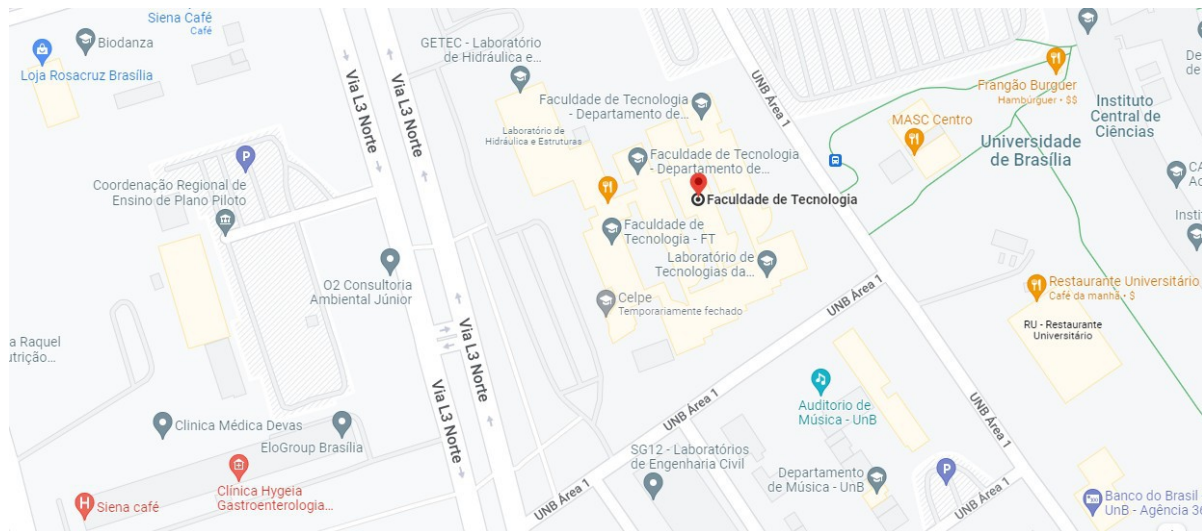 Siena Café
Café
Biodanza
Loja Rosacruz Brasília
GETEC - Laboratório
de Hidráulica e...
Via L3 Norte
Via L3 Norte
UNB Área 1
Frangão Burguer
Hambúrguer • $$
Faculdade de Tecnologia
- Departamento de...
Instituto
Central de
Ciências
MASC Centro
Laboratório de
Hidráulica e Estruturas
Universidade
de Brasília
P
Faculdade de Tecnologia
- Departamento de...
Coordenação Regional de
Ensino de Plano Piloto
Faculdade de Tecnologia
Faculdade de
Tecnologia - FT
Laboratório de
Tecnologias da...
O2 Consultoria
Ambiental Júnior
Celpe
Temporariamente fechado
UNB Área 1
Restaurante Universitário
Café da manhã • $
RU - Restaurante
Universitário
a Raquel
utrição...
Via L3 Norte
Via L3 Norte
UNB Área 1
UNB Área 1
Auditorio de
Música - UnB
Clinica Médica Devas
EloGroup Brasília
SG12 - Laboratórios
de Engenharia Civil
Departamento
de Música - UnB
P
Clínica Hygeia
Gastroenterologia...
H
Siena café
UNB Área 1
UNB Área 1
Banco do Brasil
UnB - Agência